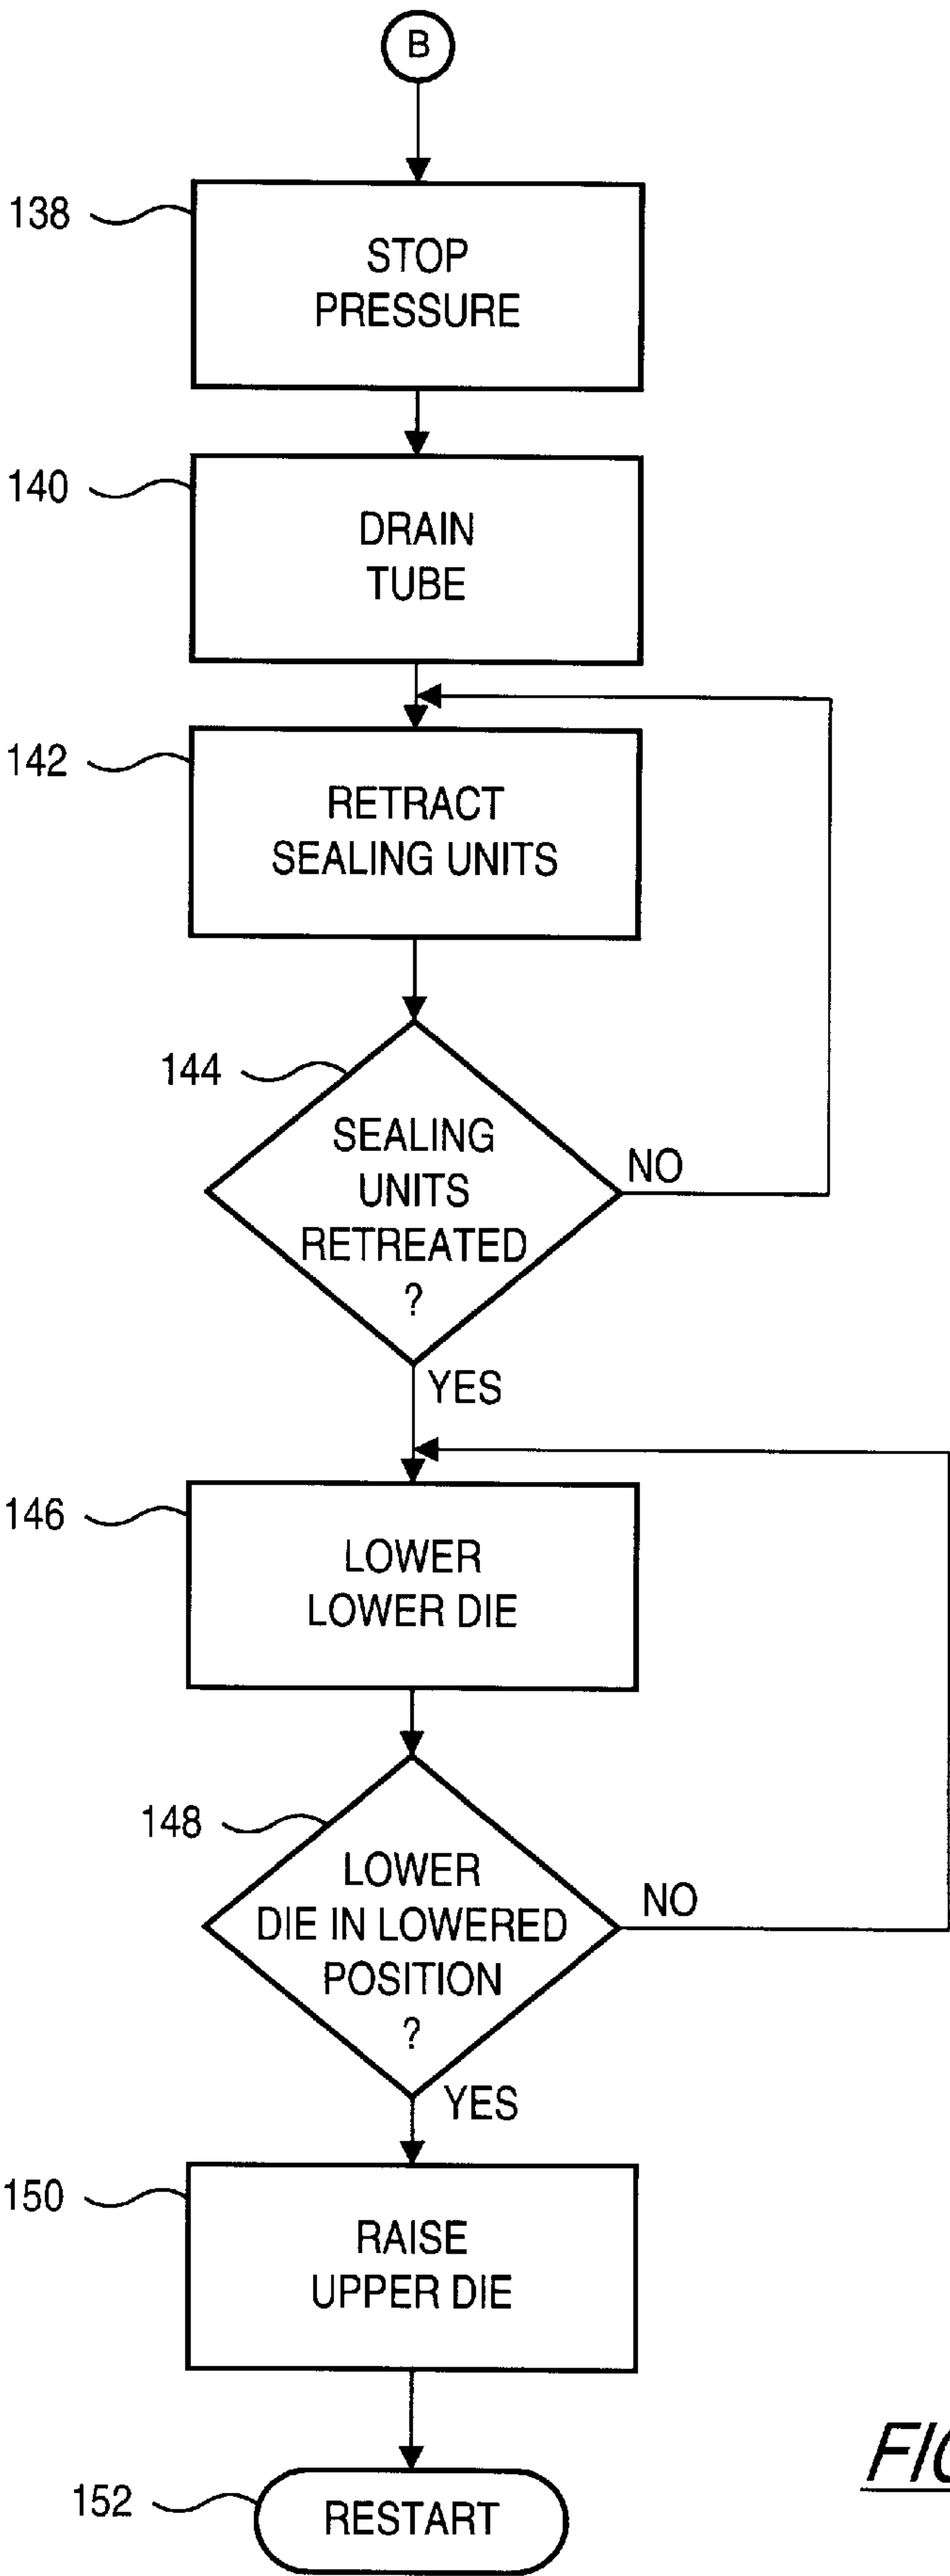 B
138
STOP
PRESSURE
140
DRAIN
TUBE
142
RETRACT
SEALING UNITS
144
SEALING
UNITS
RETREATED
?
NO
YES
146
LOWER
LOWER DIE
148
LOWER
DIE IN LOWERED
POSITION
?
NO
YES
150
RAISE
UPPER DIE
152
RESTART